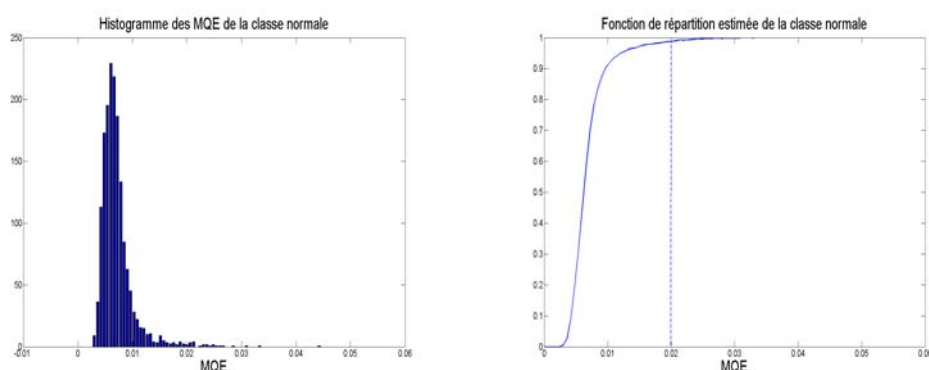 Histogramme des MQE de la classe normale
250
200
150
100
50
0
-0.01 0 0.01 0.02 0.03 0.04 0.05 0.06
MQE
Fonction de répartition estimée de la classe normale
1
0.9
0.8
0.7
0.6
0.5
0.4
0.3
0.2
0.1
0
0 0.01 0.02 0.03 0.04 0.05 0.06
MQE